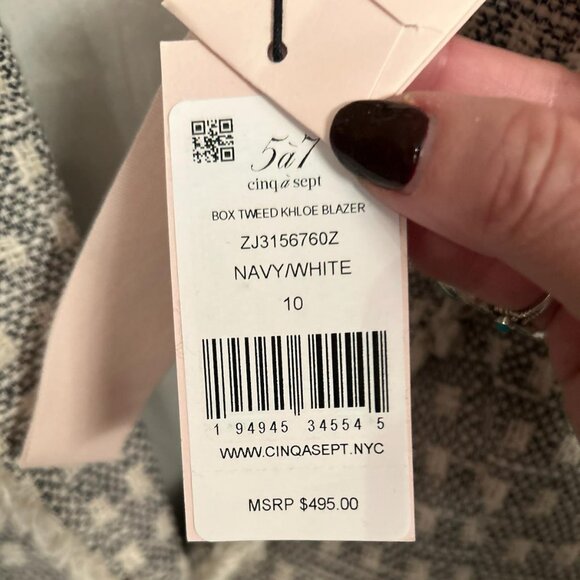 5à7
cinq à sept
BOX TWEED KHLOE BLAZER
ZJ3156760Z
NAVY/WHITE
10
1 94945 34554 5
WWW.CINQASEPT.NYC
MSRP $495.00